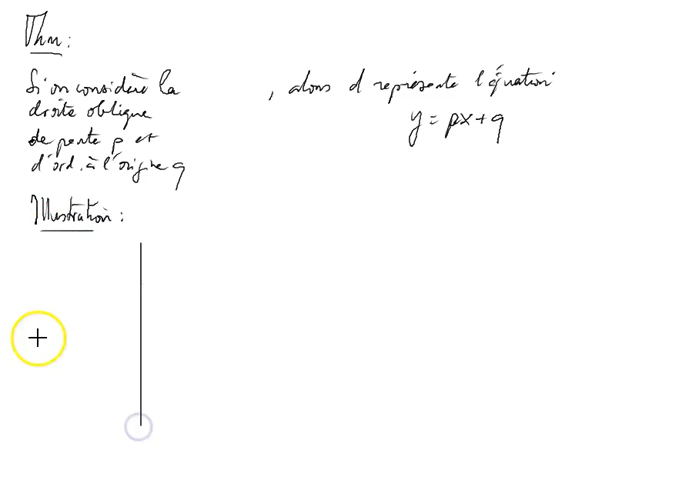 Thm :
Si on considère la
droite oblique
de pente p et
d'ord. à l'origine q
, alors d représente l'équation
y = px + q
Illustration :